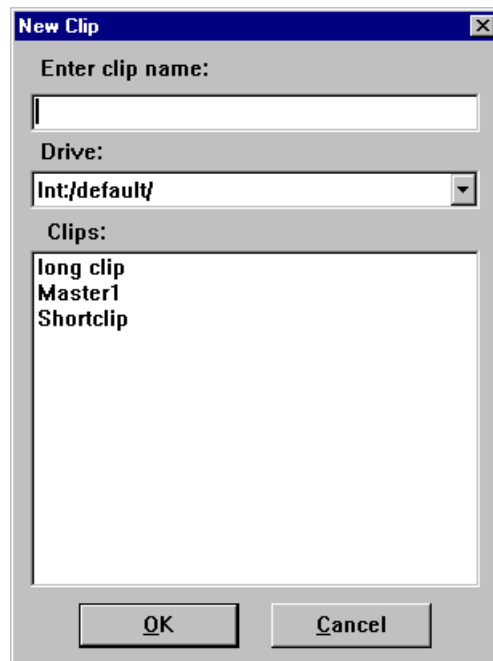 New Clip
Enter clip name:
Drive:
Int:/default/
Clips:
long clip
Master1
Shortclip
OK
Cancel